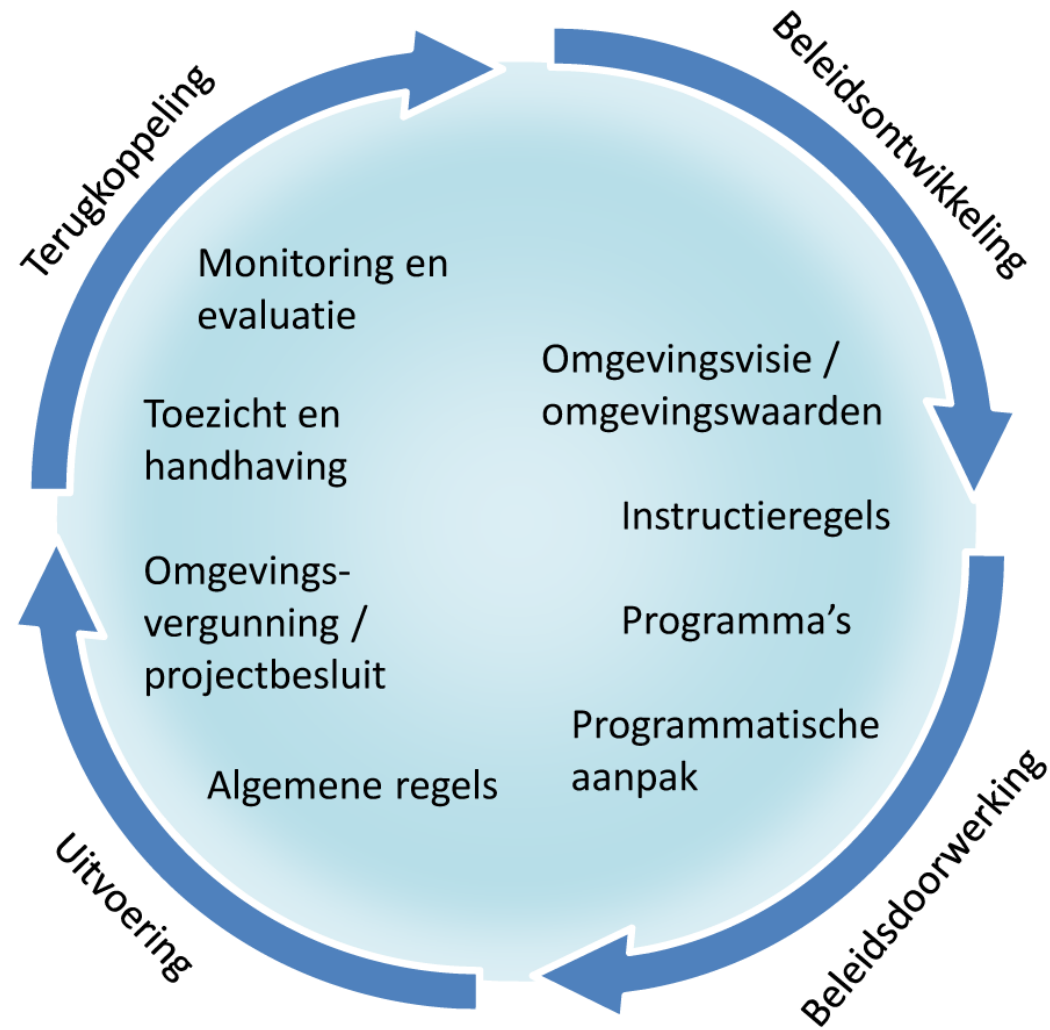 Beleidsontwikkeling
Omgevingsvisie /
omgevingswaarden
Instructieregels
Programma's
Programmatische
aanpak
Beleidsdoorwerking
Algemene regels
Uitvoering
Omgevings-
vergunning /
projectbesluit
Toezicht en
handhaving
Monitoring en
evaluatie
Terugkoppeling